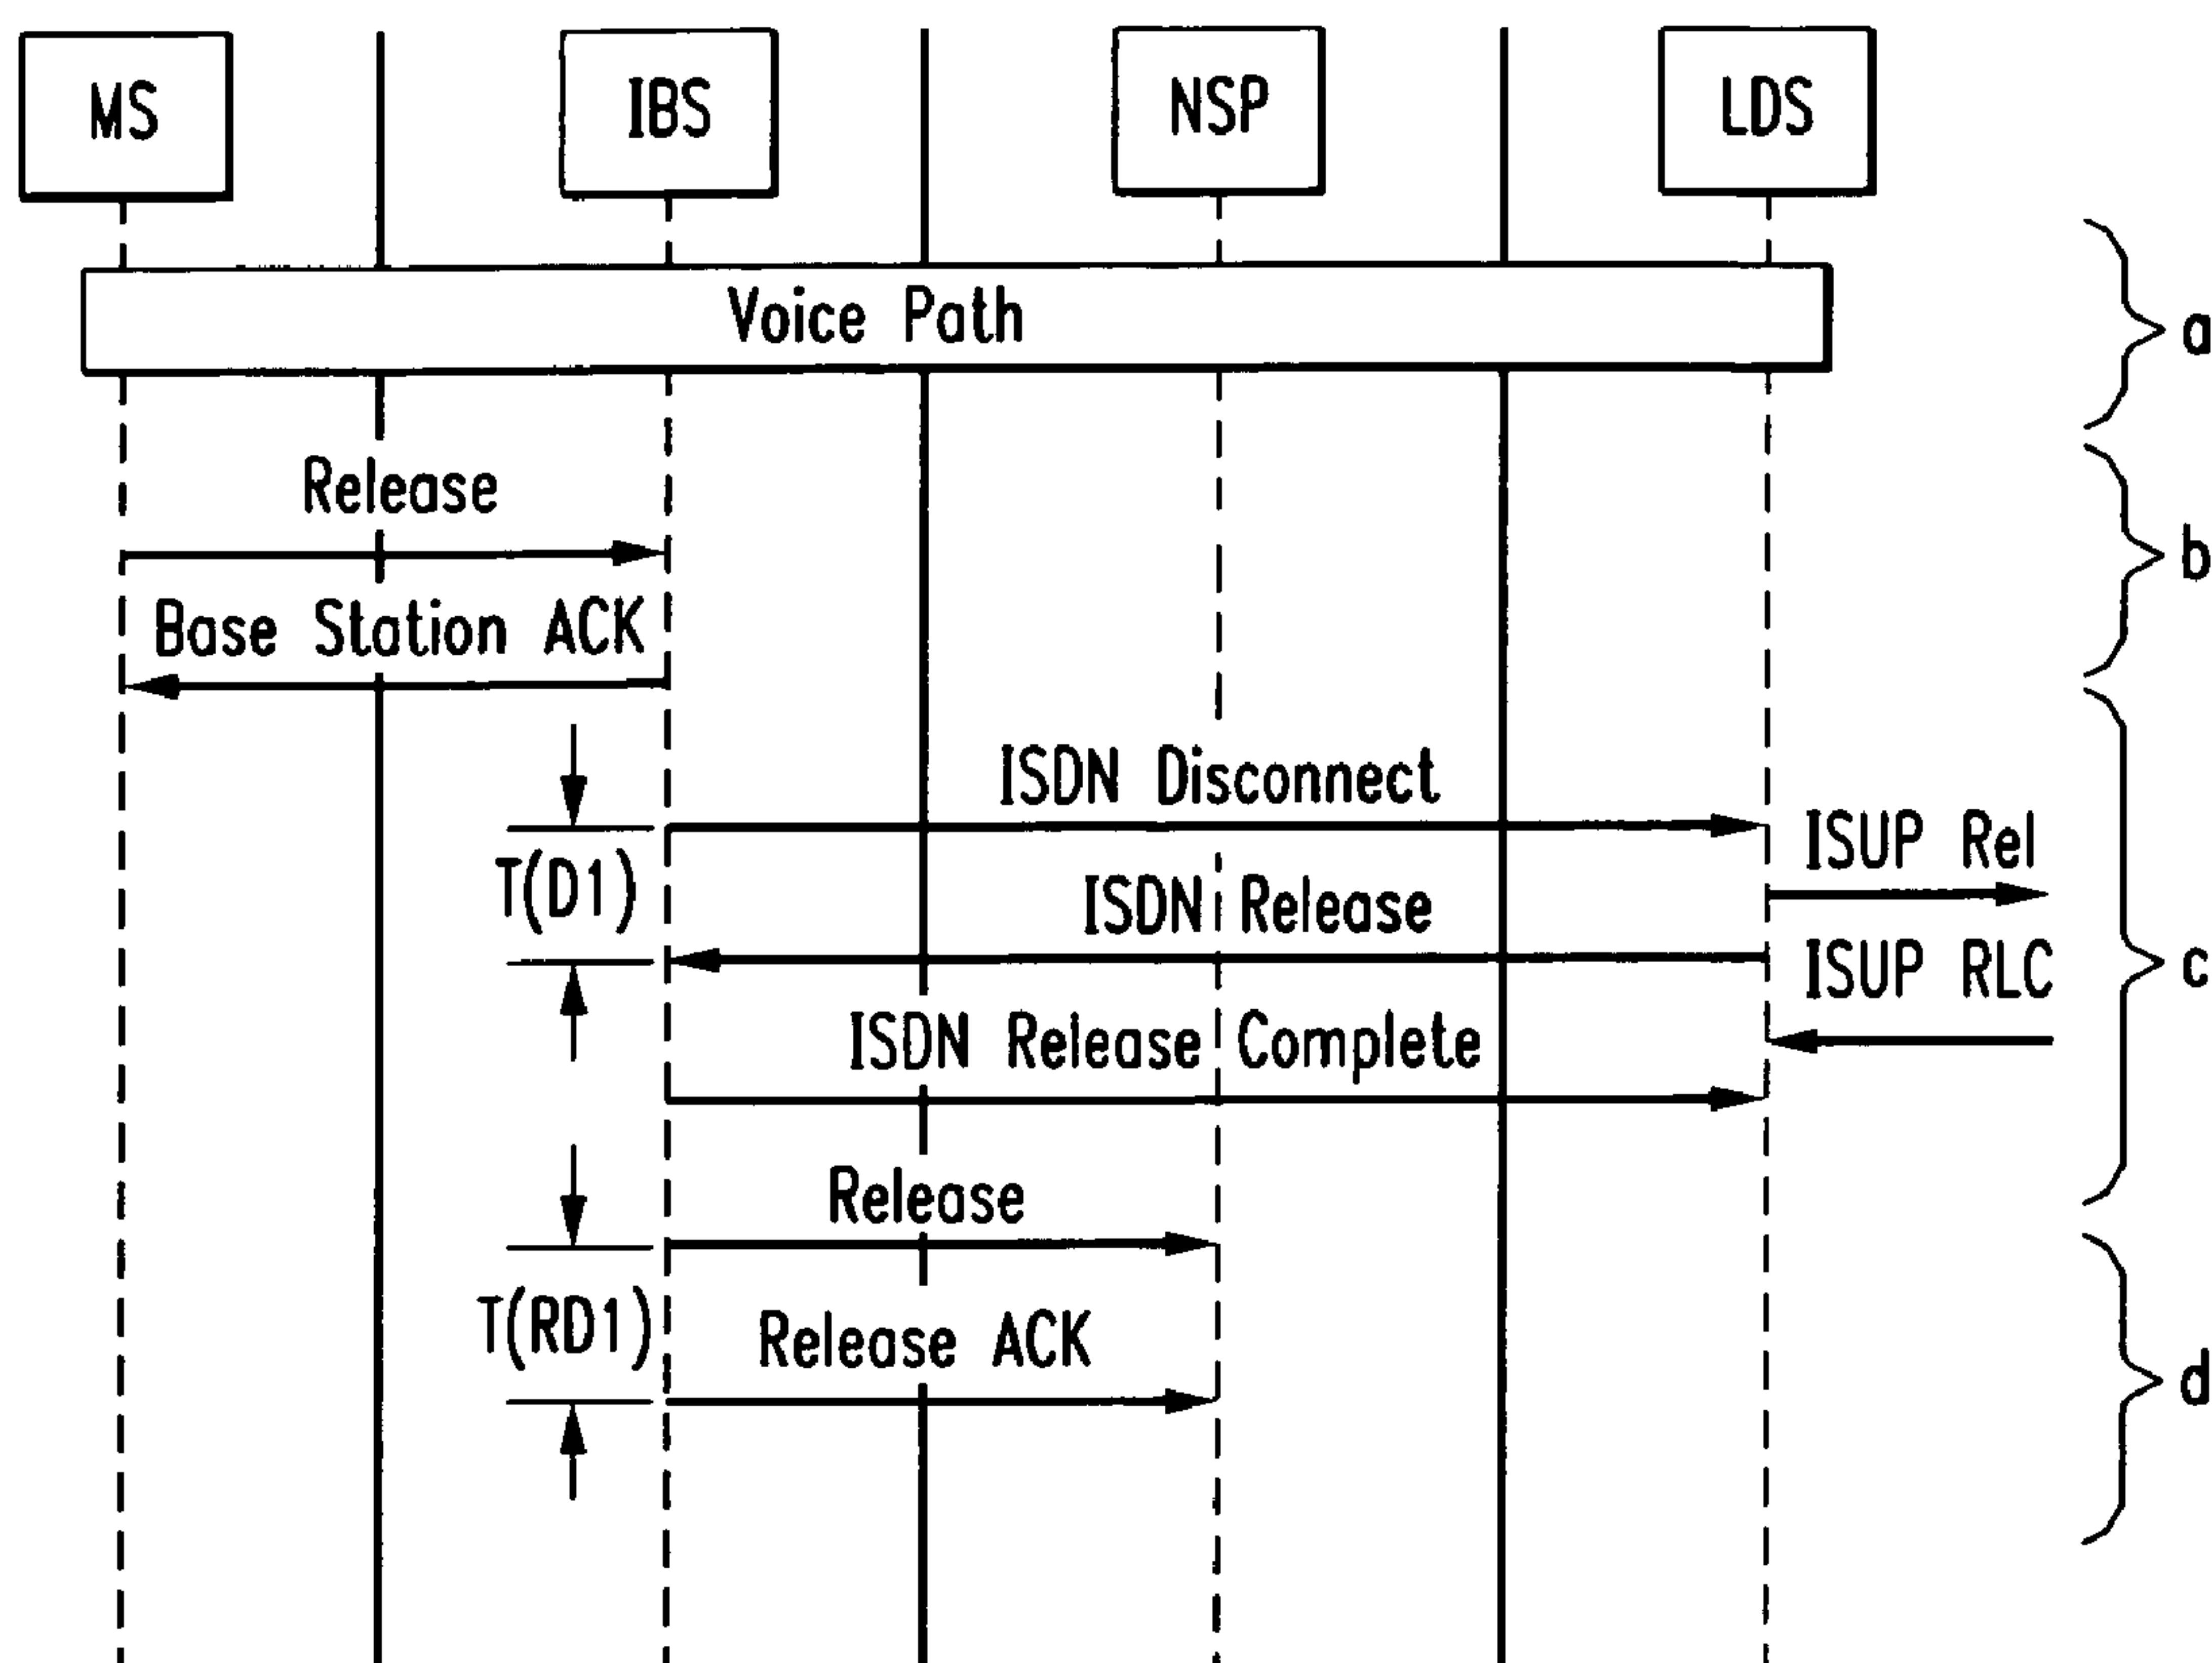 MS IBS NSP LDS
Voice Path
a
Release
b
Base Station ACK
ISDN Disconnect
ISUP Rel
T(D1)
ISDN Release
ISUP RLC
c
ISDN Release Complete
Release
T(RD1)
Release ACK
d